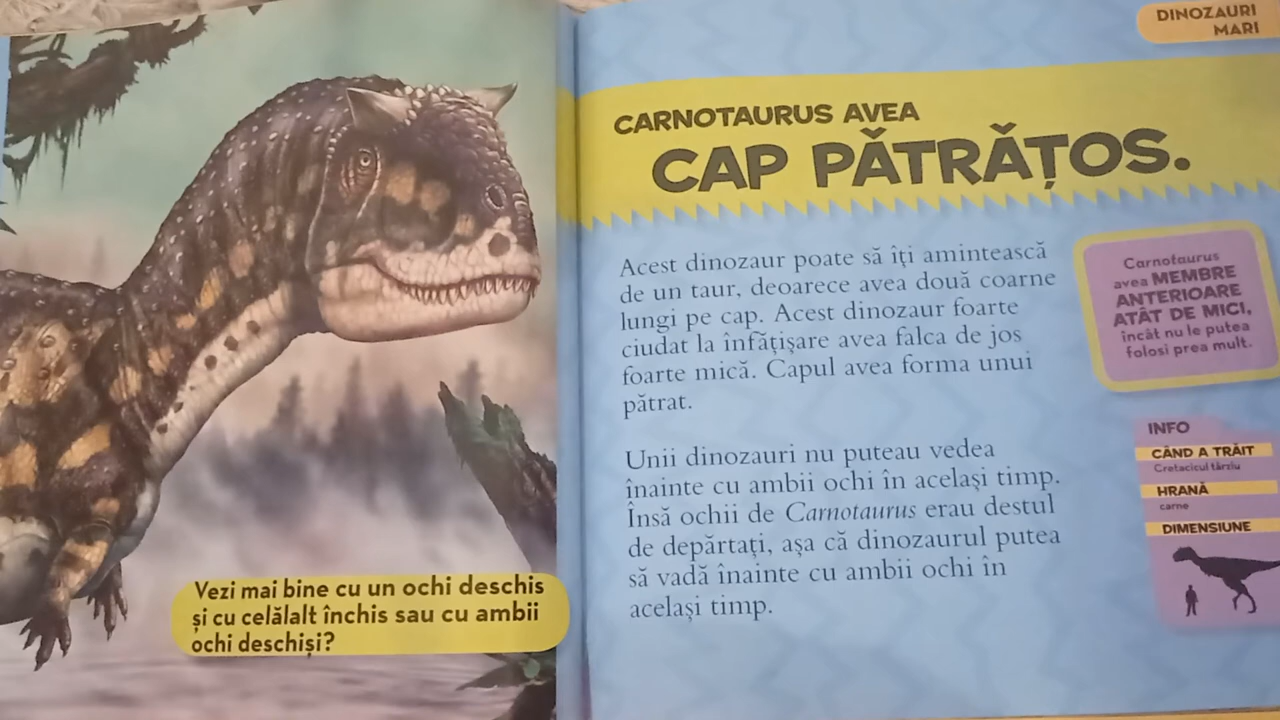 Vezi mai bine cu un ochi deschis
și cu celălalt închis sau cu ambii
ochi deschiși?
DINOZAURI
MARI
CARNOTAURUS AVEA
CAP PĂTRĂȚOS.
Acest dinozaur poate să îți amintească
de un taur, deoarece avea două coarne
lungi pe cap. Acest dinozaur foarte
ciudat la înfățișare avea falca de jos
foarte mică. Capul avea forma unui
pătrat.
Unii dinozauri nu puteau vedea
înainte cu ambii ochi în același timp.
Însă ochii de Carnotaurus erau destul
de depărtați, așa că dinozaurul putea
să vadă înainte cu ambii ochi în
același timp.
Carnotaurus
avea MEMBRE
ANTERIOARE
ATÂT DE MICI,
încât nu le putea
folosi prea mult.
INFO
CÂND A TRĂIT
Cretacicul târziu
HRANĂ
carne
DIMENSIUNE